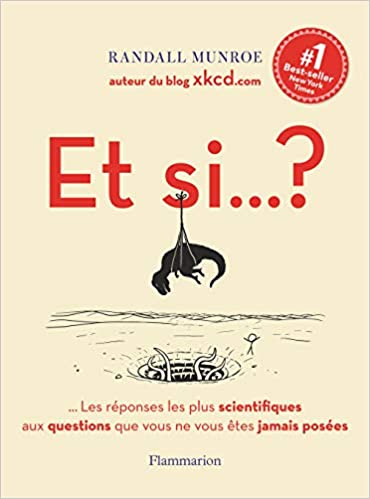 RANDALL MUNROE
auteur du blog xkcd.com
#1
Best-seller
New York
Times
Et si...?
... Les réponses les plus scientifiques
aux questions que vous ne vous êtes jamais posées
Flammarion